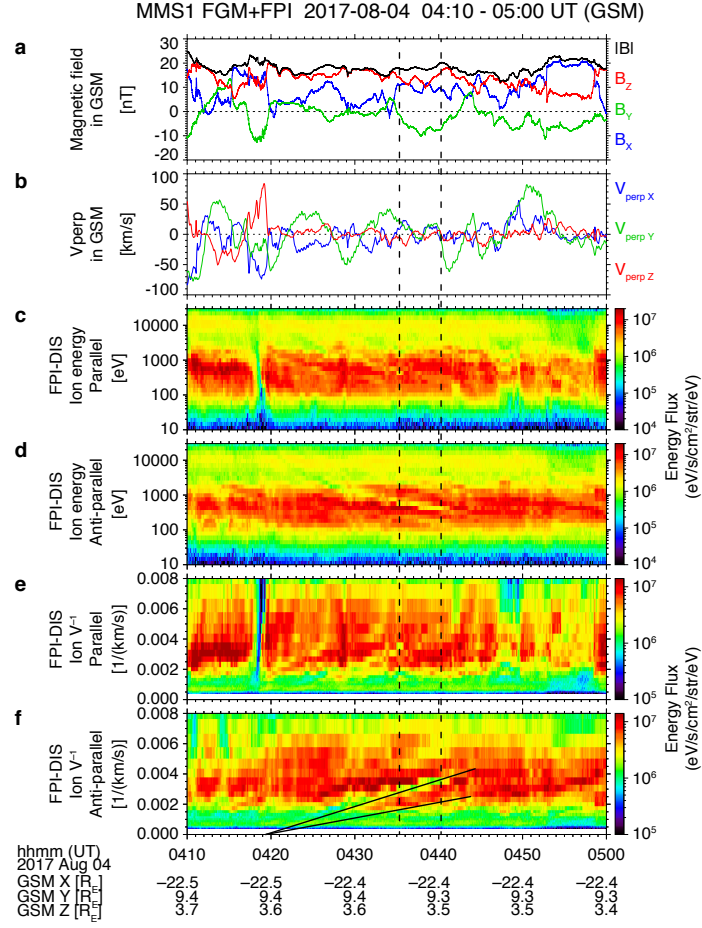 MMS1 FGM+FPI 2017-08-04 04:10 - 05:00 UT (GSM)
a
Magnetic field
in GSM
[nT]
30
20
10
0
-10
-20
|B|
B_Z
B_Y
B_X
b
Vperp
in GSM
[km/s]
100
50
0
-50
-100
V_perp X
V_perp Y
V_perp Z
c
FPI-DIS
Ion energy
Parallel
[eV]
10000
1000
100
10
10^7
10^6
10^5
10^4
d
FPI-DIS
Ion energy
Anti-parallel
[eV]
10000
1000
100
10
10^7
10^6
10^5
10^4
Energy Flux
(eV/s/cm^2/str/eV)
e
FPI-DIS
Ion V^-1
Parallel
[1/(km/s)]
0.008
0.006
0.004
0.002
0.000
10^7
10^6
10^5
f
FPI-DIS
Ion V^-1
Anti-parallel
[1/(km/s)]
0.008
0.006
0.004
0.002
0.000
10^7
10^6
10^5
Energy Flux
(eV/s/cm^2/str/eV)
hhmm (UT) 0410 0420 0430 0440 0450 0500
2017 Aug 04
GSM X [R_E] −22.5 −22.5 −22.4 −22.4 −22.4 −22.4
GSM Y [R_E] 9.4 9.4 9.4 9.3 9.3 9.3
GSM Z [R_E] 3.7 3.6 3.6 3.5 3.5 3.4